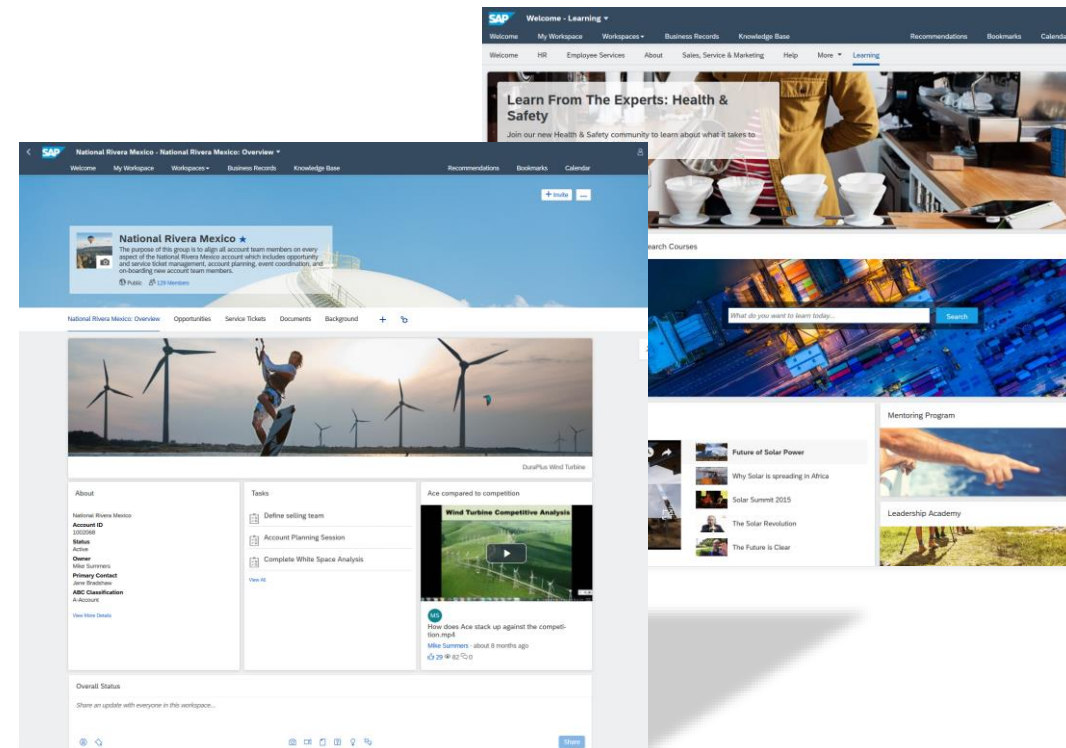 SAP Welcome - Learning
Welcome My Workspace Workspaces Business Records Knowledge Base Recommendations Bookmarks Calenda
Welcome HR Employee Services About Sales, Service & Marketing Help More Learning
Learn From The Experts: Health &
Safety
Join our new Health & Safety community to learn about what it takes to
earch Courses
What do you want to learn today...
Search
Mentoring Program
Future of Solar Power
Why Solar is spreading in Africa
Solar Summit 2015
The Solar Revolution
The Future is Clear
Leadership Academy
SAP National Rivera Mexico - National Rivera Mexico: Overview
Welcome My Workspace Workspaces Business Records Knowledge Base Recommendations Bookmarks Calendar
+ Invite ...
National Rivera Mexico
The purpose of this group is to align all account team members on every
aspect of the National Rivera Mexico account which includes opportunity
and service ticket management, account planning, event coordination, and
on-boarding new account team members.
Public 129 Members
National Rivera Mexico: Overview Opportunities Service Tickets Documents Background +
DuraPlus Wind Turbine
About
National Rivera Mexico
Account ID
1002088
Status
Active
Owner
Mike Summers
Primary Contact
Jane Bradshaw
ABC Classification
A-Account
View More Details
Tasks
Define selling team
Account Planning Session
Complete White Space Analysis
View All
Ace compared to competition
Wind Turbine Competitive Analysis
MS
How does Ace stack up against the competi-
tion.mp4
Mike Summers - about 8 months ago
29 82 0
Overall Status
Share an update with everyone in this workspace...
Share